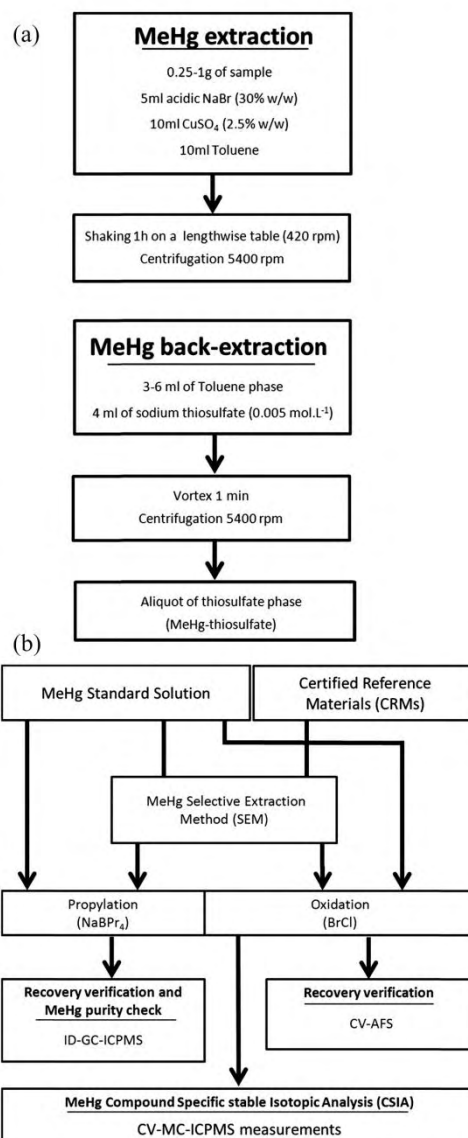 (a)
MeHg extraction
0.25-1g of sample
5ml acidic NaBr (30% w/w)
10ml CuSO₄ (2.5% w/w)
10ml Toluene
Shaking 1h on a lengthwise table (420 rpm)
Centrifugation 5400 rpm
MeHg back-extraction
3-6 ml of Toluene phase
4 ml of sodium thiosulfate (0.005 mol.L⁻¹)
Vortex 1 min
Centrifugation 5400 rpm
Aliquot of thiosulfate phase
(MeHg-thiosulfate)
(b)
MeHg Standard Solution
Certified Reference
Materials (CRMs)
MeHg Selective Extraction
Method (SEM)
Propylation
(NaBPr₄)
Oxidation
(BrCl)
Recovery verification and
MeHg purity check
ID-GC-ICPMS
Recovery verification
CV-AFS
MeHg Compound Specific stable Isotopic Analysis (CSIA)
CV-MC-ICPMS measurements